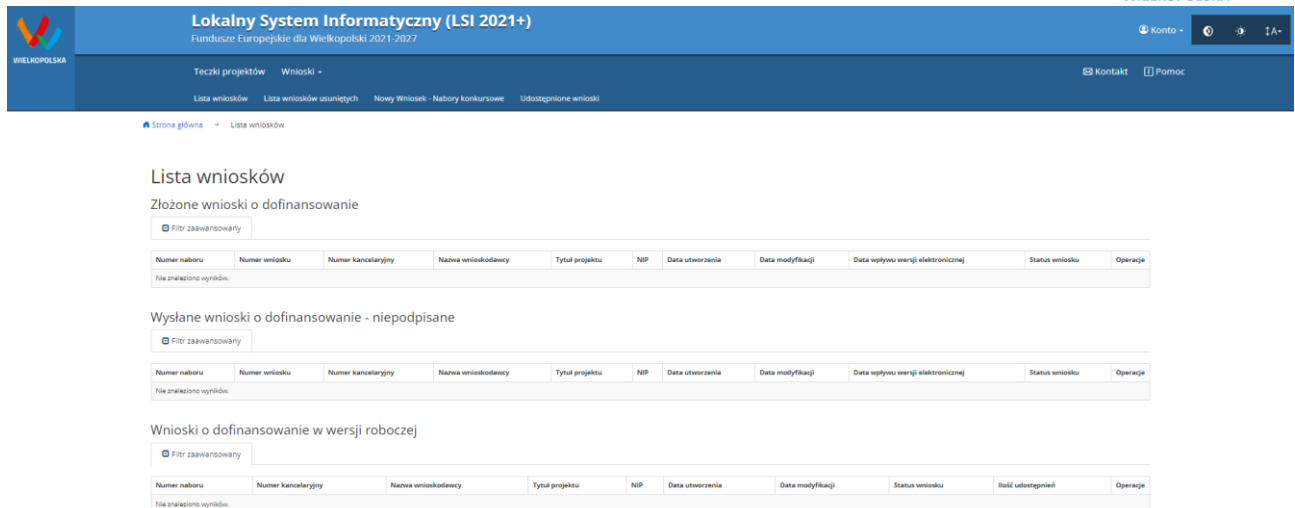 Lokalny System Informatyczny (LSI 2021+)
Fundusze Europejskie dla Wielkopolski 2021-2027
Konto
A
WIELKOPOLSKA
Teczki projektów Wnioski
Kontakt Pomoc
Lista wniosków Lista wniosków usuniętych Nowy Wniosek - Nabory konkursowe Udostępnione wnioski
Strona główna → Lista wniosków
Lista wniosków
Złożone wnioski o dofinansowanie
Filtr zaawansowany
Numer naboru Numer wniosku Numer kancelaryjny Nazwa wnioskodawcy Tytuł projektu NIP Data utworzenia Data modyfikacji Data wpływu wersji elektronicznej Status wniosku Operacje
Nie znaleziono wyników.
Wysłane wnioski o dofinansowanie - niepodpisane
Filtr zaawansowany
Numer naboru Numer wniosku Numer kancelaryjny Nazwa wnioskodawcy Tytuł projektu NIP Data utworzenia Data modyfikacji Data wpływu wersji elektronicznej Status wniosku Operacje
Nie znaleziono wyników.
Wnioski o dofinansowanie w wersji roboczej
Filtr zaawansowany
Numer naboru Numer kancelaryjny Nazwa wnioskodawcy Tytuł projektu NIP Data utworzenia Data modyfikacji Status wniosku Ilość udostępnień Operacje
Nie znaleziono wyników.